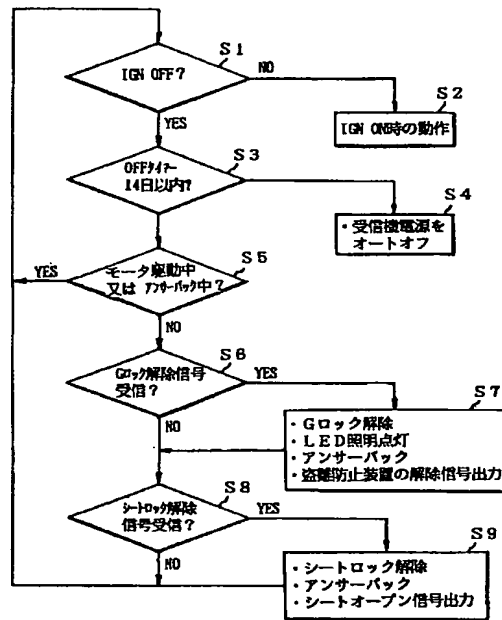 S1
IGN OFF?
NO
YES
S2
IGN ON時の動作
S3
OFFタイマー
14日以内?
S4
・受信機電源を
オートオフ
S5
モータ駆動中
又は アンサーバック中?
YES
NO
S6
Gロック解除信号
受信?
YES
NO
S7
・Gロック解除
・LED照明点灯
・アンサーバック
・盗難防止装置の解除信号出力
S8
シートロック解除
信号受信?
YES
NO
S9
・シートロック解除
・アンサーバック
・シートオープン信号出力